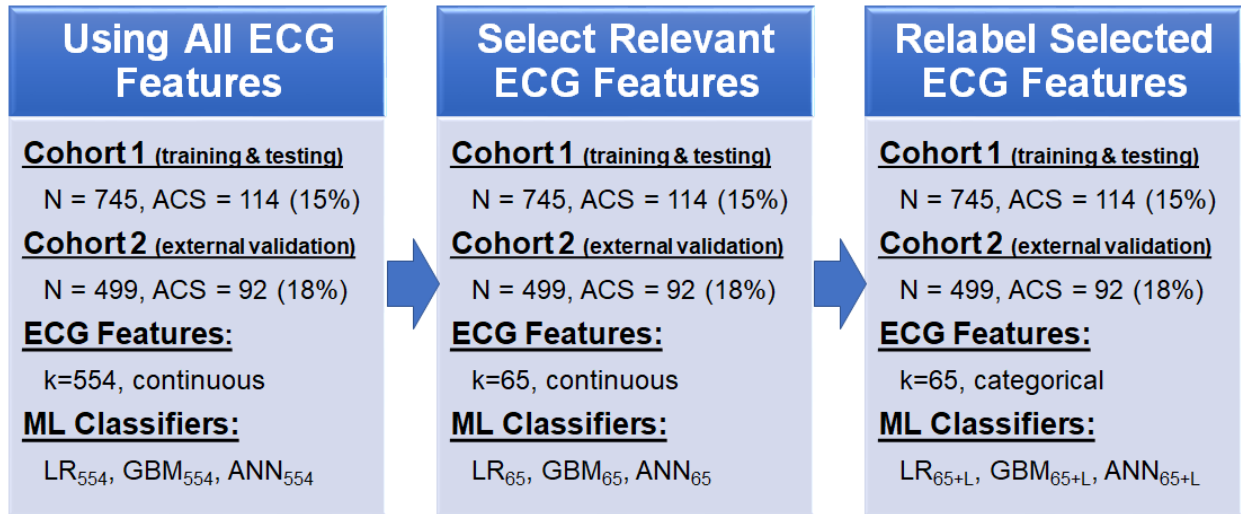 Using All ECG
Features
Cohort 1 (training & testing)
N = 745, ACS = 114 (15%)
Cohort 2 (external validation)
N = 499, ACS = 92 (18%)
ECG Features:
k=554, continuous
ML Classifiers:
LR554, GBM554, ANN554
Select Relevant
ECG Features
Cohort 1 (training & testing)
N = 745, ACS = 114 (15%)
Cohort 2 (external validation)
N = 499, ACS = 92 (18%)
ECG Features:
k=65, continuous
ML Classifiers:
LR65, GBM65, ANN65
Relabel Selected
ECG Features
Cohort 1 (training & testing)
N = 745, ACS = 114 (15%)
Cohort 2 (external validation)
N = 499, ACS = 92 (18%)
ECG Features:
k=65, categorical
ML Classifiers:
LR65+L, GBM65+L, ANN65+L